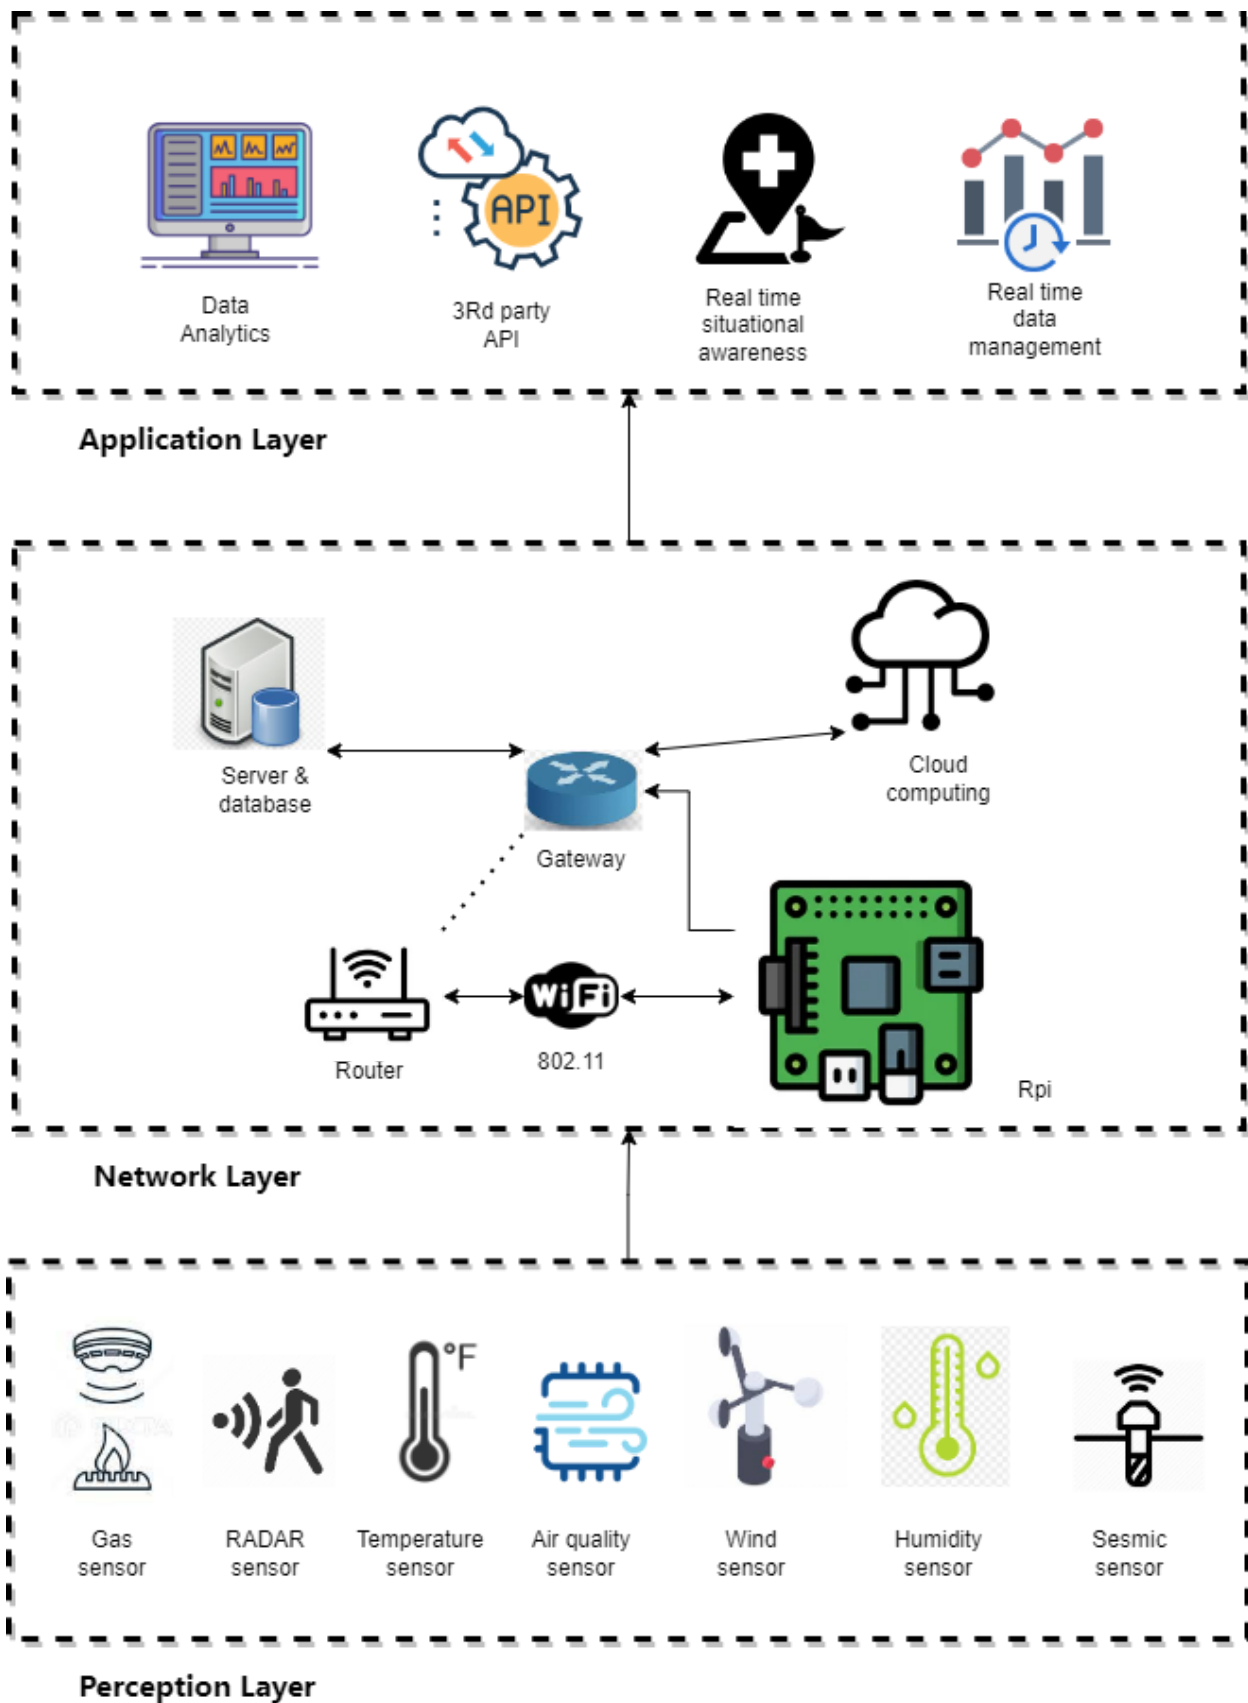 Data
Analytics
API
3Rd party
API
Real time
situational
awareness
Real time
data
management
Application Layer
Server &
database
Cloud
computing
Gateway
WiFi
Router
802.11
Rpi
Network Layer
°F
Gas
sensor
RADAR
sensor
Temperature
sensor
Air quality
sensor
Wind
sensor
Humidity
sensor
Sesmic
sensor
Perception Layer